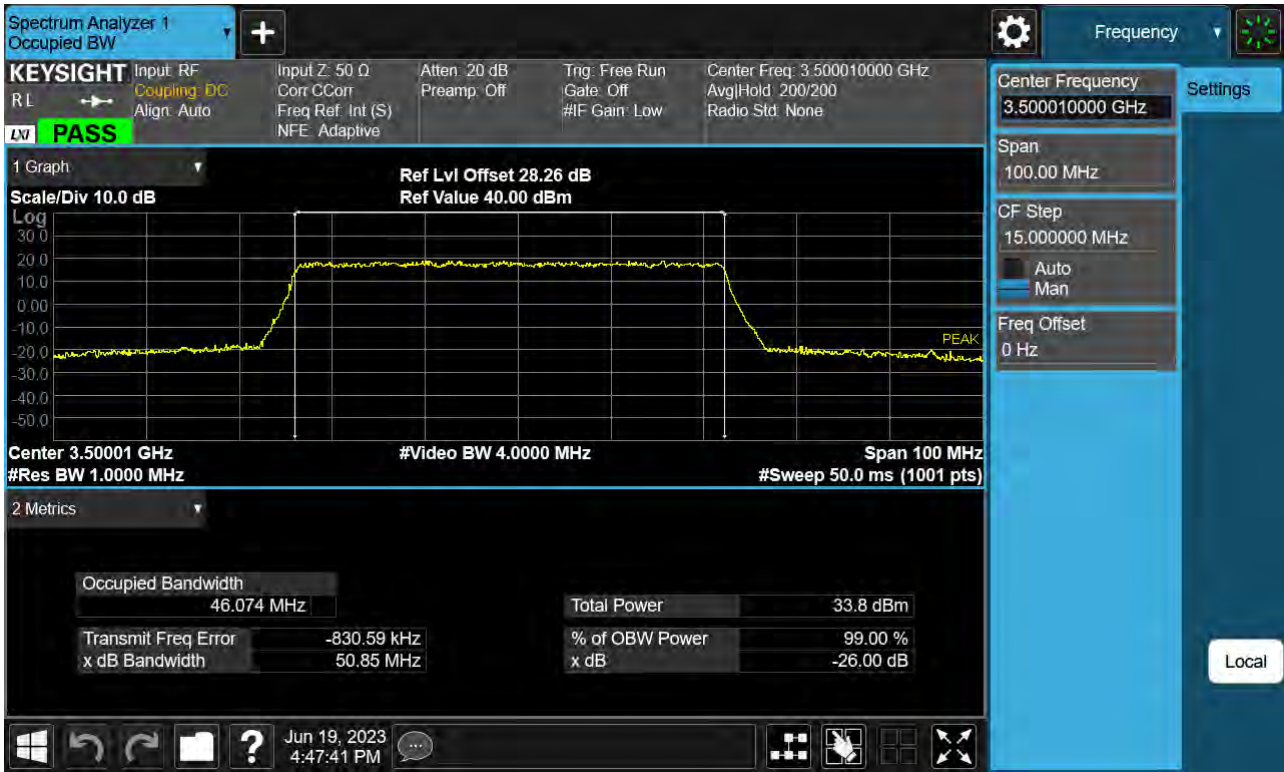 Spectrum Analyzer 1
Occupied BW
+
Frequency
KEYSIGHT
R L
LXI PASS
Input: RF
Coupling: DC
Align: Auto
Input Z: 50 Ω
Corr CCorr
Freq Ref: Int (S)
NFE: Adaptive
Atten: 20 dB
Preamp: Off
Trig: Free Run
Gate: Off
#IF Gain: Low
Center Freq: 3.500010000 GHz
Avg|Hold: 200/200
Radio Std: None
Center Frequency
3.500010000 GHz
Settings
Span
100.00 MHz
CF Step
15.000000 MHz
Auto
Man
Freq Offset
0 Hz
Local
1 Graph
Scale/Div 10.0 dB
Ref Lvl Offset 28.26 dB
Ref Value 40.00 dBm
Log
30.0
20.0
10.0
0.00
-10.0
-20.0
-30.0
-40.0
-50.0
PEAK
Center 3.50001 GHz
#Video BW 4.0000 MHz
Span 100 MHz
#Res BW 1.0000 MHz
#Sweep 50.0 ms (1001 pts)
2 Metrics
Occupied Bandwidth
46.074 MHz
Total Power 33.8 dBm
Transmit Freq Error -830.59 kHz
% of OBW Power 99.00 %
x dB Bandwidth 50.85 MHz
x dB -26.00 dB
?
Jun 19, 2023
4:47:41 PM